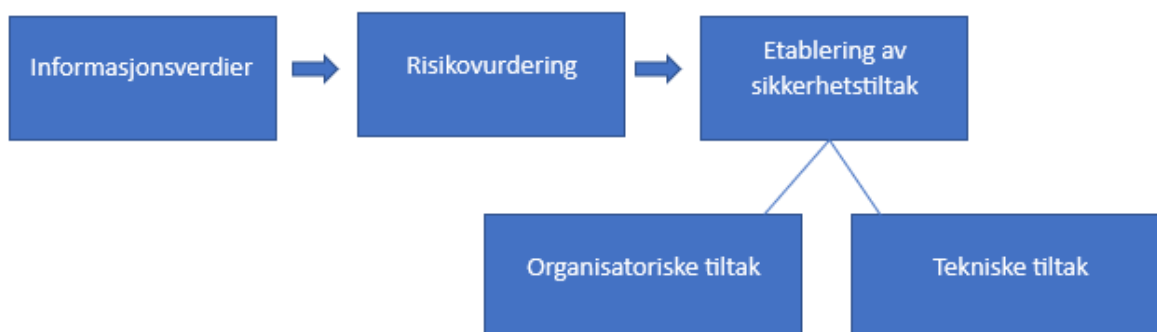 Informasjonsverdier
Risikovurdering
Etablering av
sikkerhetstiltak
Organisatoriske tiltak
Tekniske tiltak